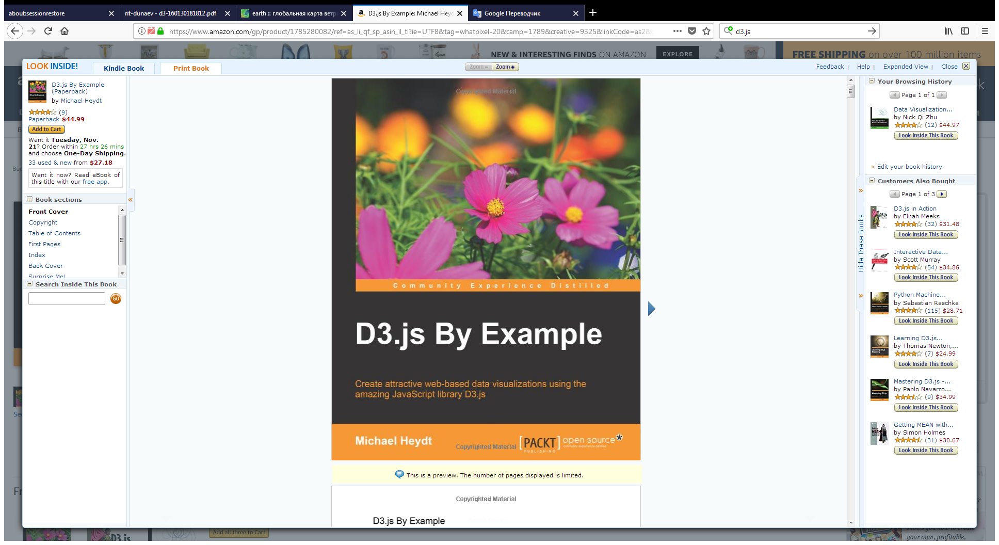 about:sessionrestore
rit-dunaev - d3-160130181812.pdf
earth :: глобальная карта ветр
D3.js By Example: Michael Heyd
Google Переводчик
https://www.amazon.com/gp/product/1785280082/ref=as_li_qf_sp_asin_il_tl?ie=UTF8&tag=whatpixel-20&camp=1789&creative=9325&linkCode=as2&
d3.js
NEW & INTERESTING FINDS ON AMAZON
EXPLORE
FREE SHIPPING on over 100 million items
LOOK INSIDE!
Kindle Book
Print Book
Zoom –
Zoom +
Feedback |
Help |
Expanded View |
Close
D3.js By Example
(Paperback)
by Michael Heydt
(9)
Paperback $44.99
Add to Cart
Want it Tuesday, Nov.
21? Order within 27 hrs 26 mins
and choose One-Day Shipping.
33 used & new from $27.18
Want it now? Read eBook of
this title with our free app.
Book sections
Front Cover
Copyright
Table of Contents
First Pages
Index
Back Cover
Surprise Me!
Search Inside This Book
GO
Copyrighted Material
Community Experience Distilled
D3.js By Example
Create attractive web-based data visualizations using the
amazing JavaScript library D3.js
Michael Heydt
Copyrighted Material
[PACKT]
PUBLISHING
open source*
community experience distilled
This is a preview. The number of pages displayed is limited.
Copyrighted Material
D3.js By Example
Hide These Books
Your Browsing History
Page 1 of 1
Data Visualization...
by Nick Qi Zhu
(12) $44.97
Look Inside This Book
> Edit your book history
Customers Also Bought
Page 1 of 3
D3.js in Action
by Elijah Meeks
(32) $31.48
Look Inside This Book
Interactive Data...
by Scott Murray
(54) $34.86
Look Inside This Book
Python Machine...
by Sebastian Raschka
(115) $28.71
Look Inside This Book
Learning D3.js...
by Thomas Newton,...
(7) $24.99
Look Inside This Book
Mastering D3.js -...
by Pablo Navarro...
(9) $34.99
Look Inside This Book
Getting MEAN with...
by Simon Holmes
(31) $30.67
Look Inside This Book
Add all three to Cart
shows you how to create
your own, profitable,